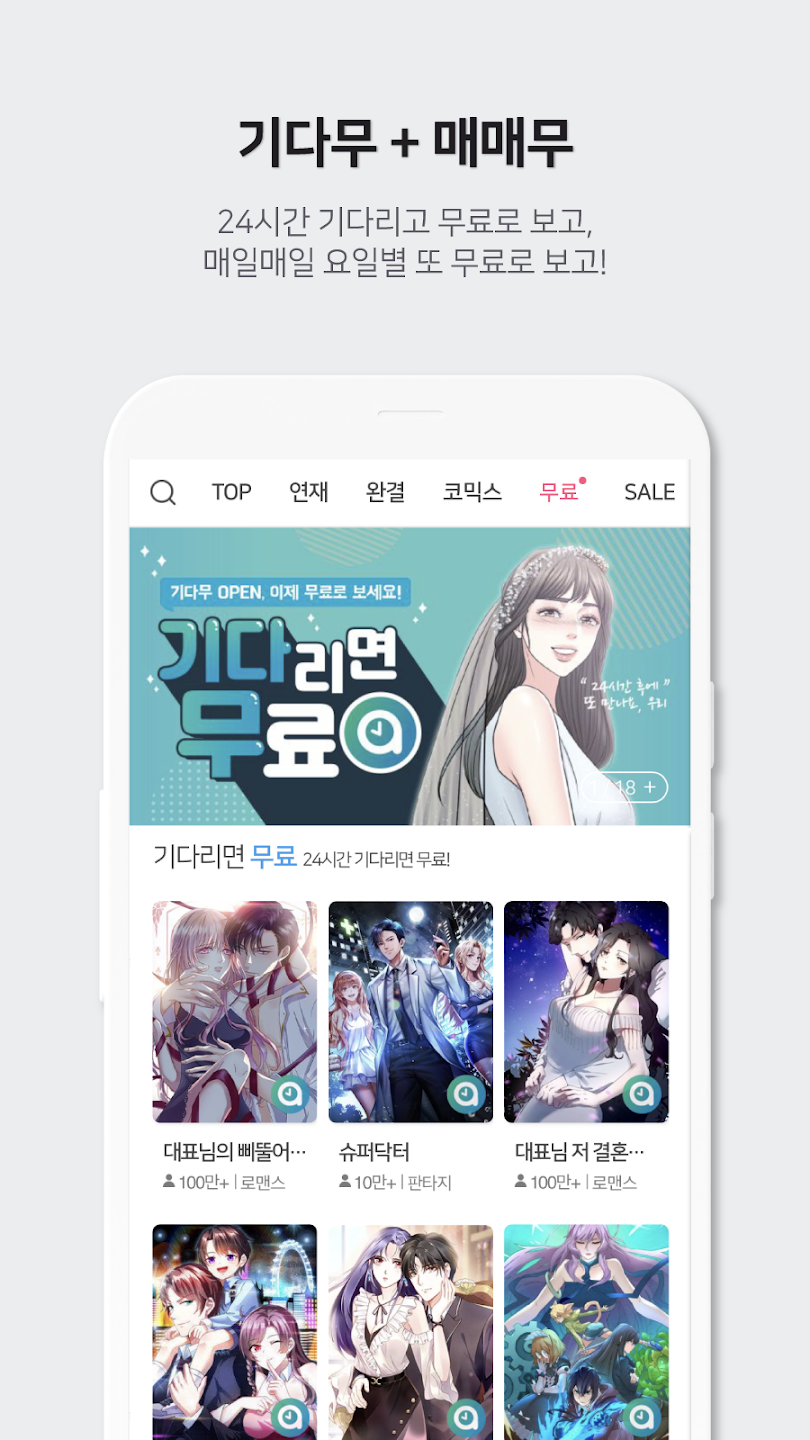 기다무 + 매매무
24시간 기다리고 무료로 보고,
매일매일 요일별 또 무료로 보고!
TOP 연재 완결 코믹스 무료 SALE
기다무 OPEN, 이제 무료로 보세요!
기다리면
무료
“ 24시간 후에 ”
또 만나요, 우리
18 +
기다리면 무료 24시간 기다리면 무료!
대표님의 삐뚤어… 슈퍼닥터 대표님 저 결혼…
100만+ | 로맨스 10만+ | 판타지 100만+ | 로맨스